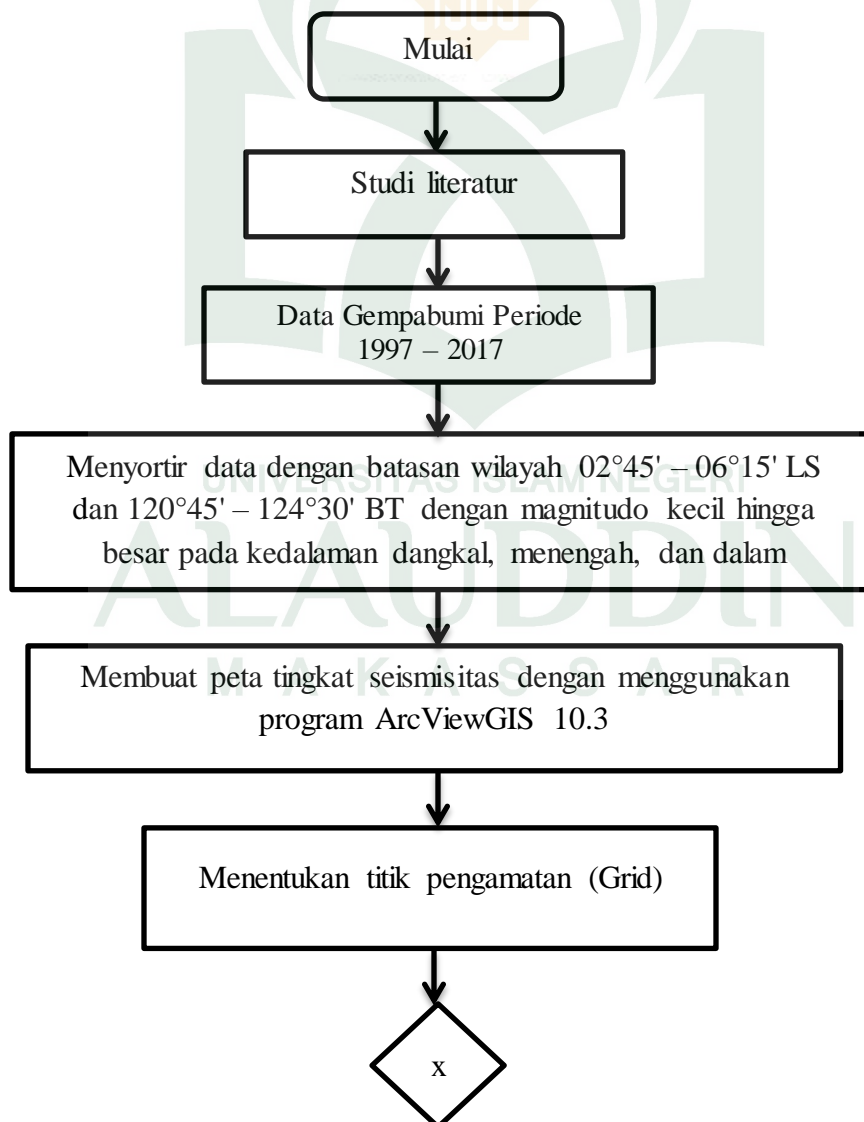 Mulai
Studi literatur
Data Gempabumi Periode
1997 – 2017
Menyortir data dengan batasan wilayah 02°45' – 06°15' LS
dan 120°45' – 124°30' BT dengan magnitudo kecil hingga
besar pada kedalaman dangkal, menengah, dan dalam
UNIVERSITAS ISLAM NEGERI
ALAUDDIN
Membuat peta tingkat seismisitas dengan menggunakan
program ArcViewGIS 10.3
MAKASSAR
Menentukan titik pengamatan (Grid)
x